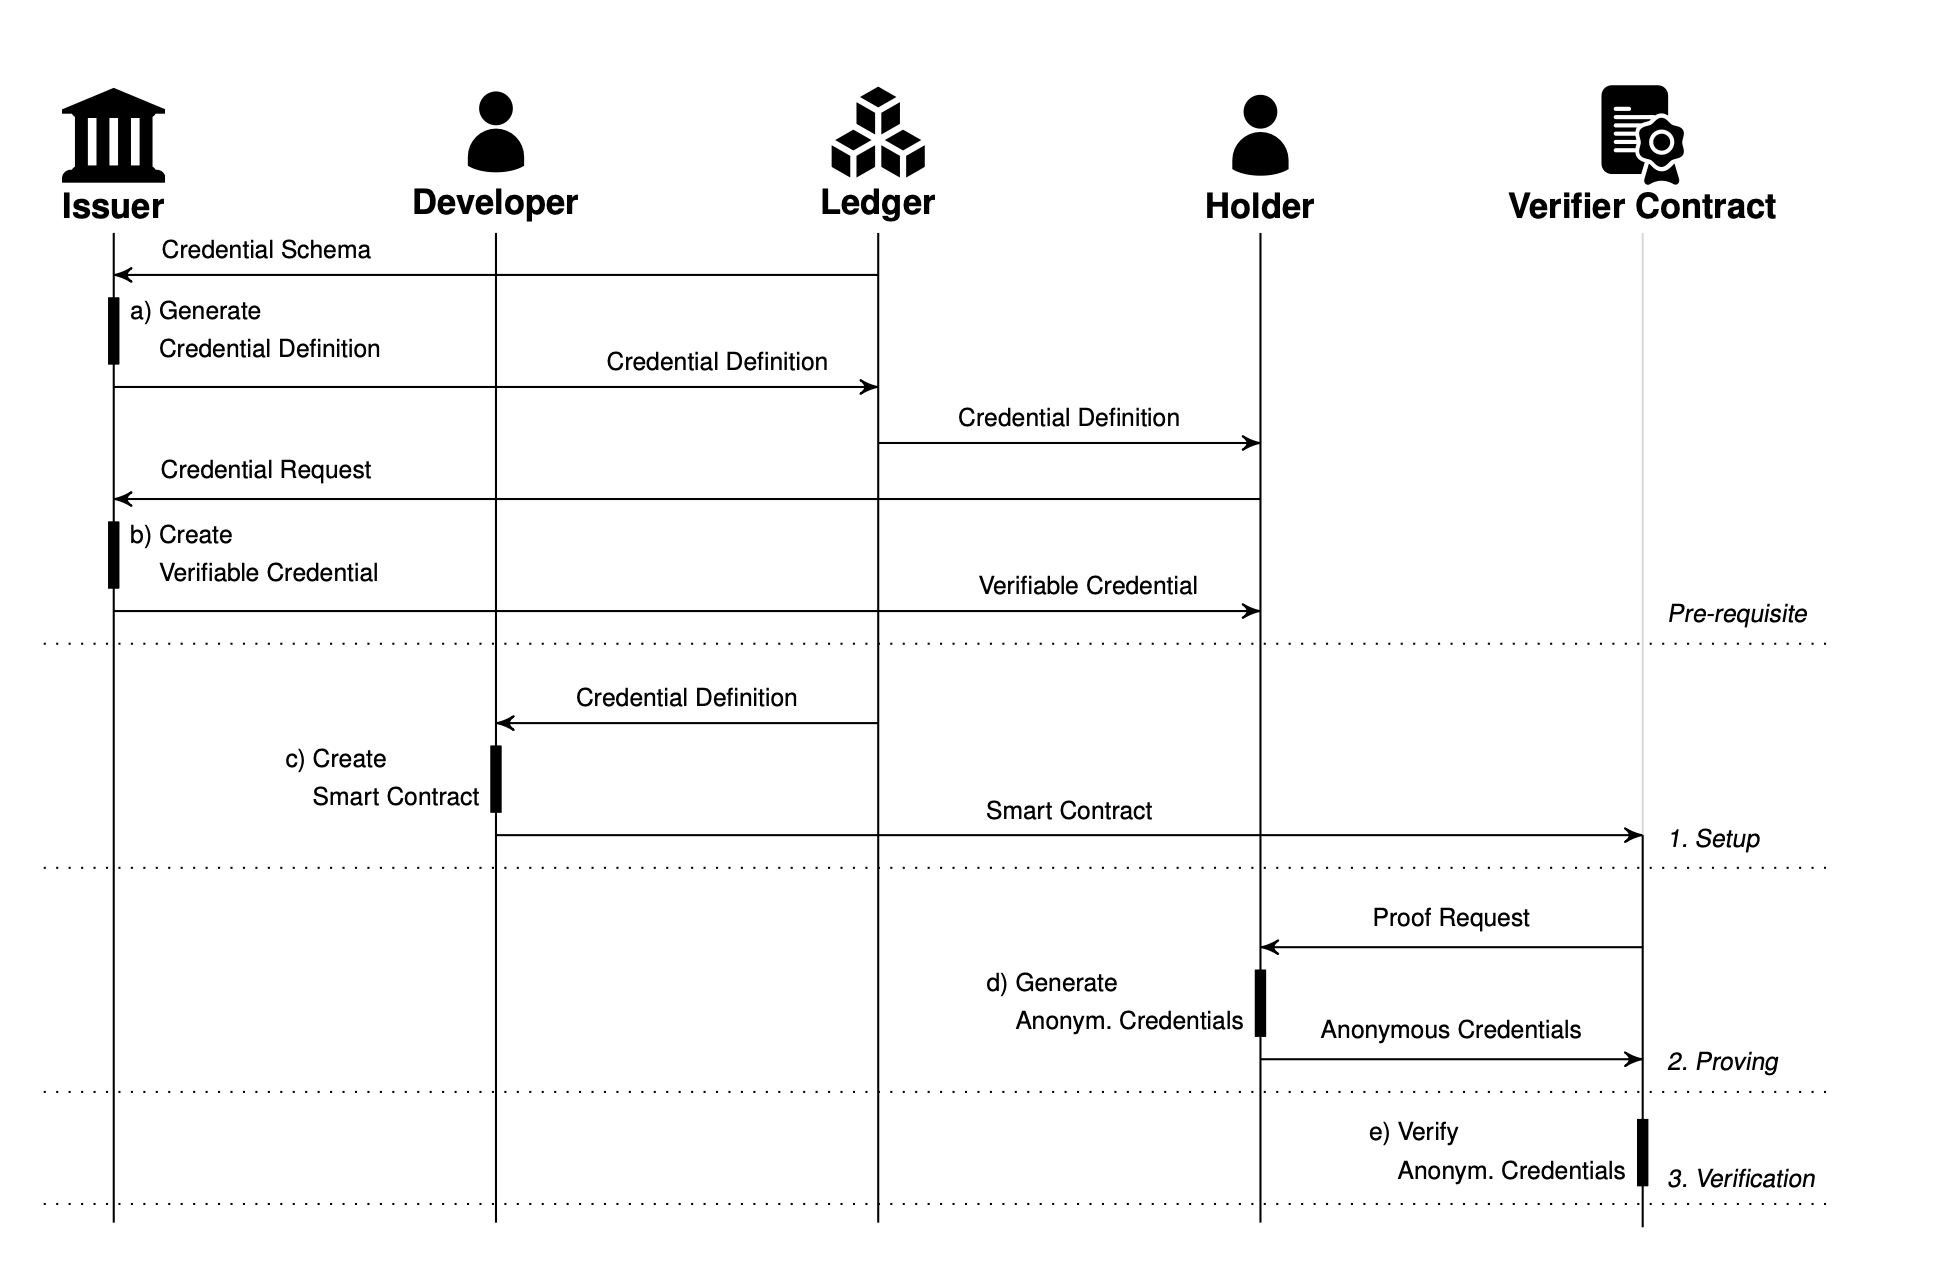 Issuer
Developer
Ledger
Holder
Verifier Contract
Credential Schema
a) Generate
Credential Definition
Credential Definition
Credential Definition
Credential Request
b) Create
Verifiable Credential
Verifiable Credential
Pre-requisite
Credential Definition
c) Create
Smart Contract
Smart Contract
1. Setup
Proof Request
d) Generate
Anonym. Credentials
Anonymous Credentials
2. Proving
e) Verify
Anonym. Credentials
3. Verification